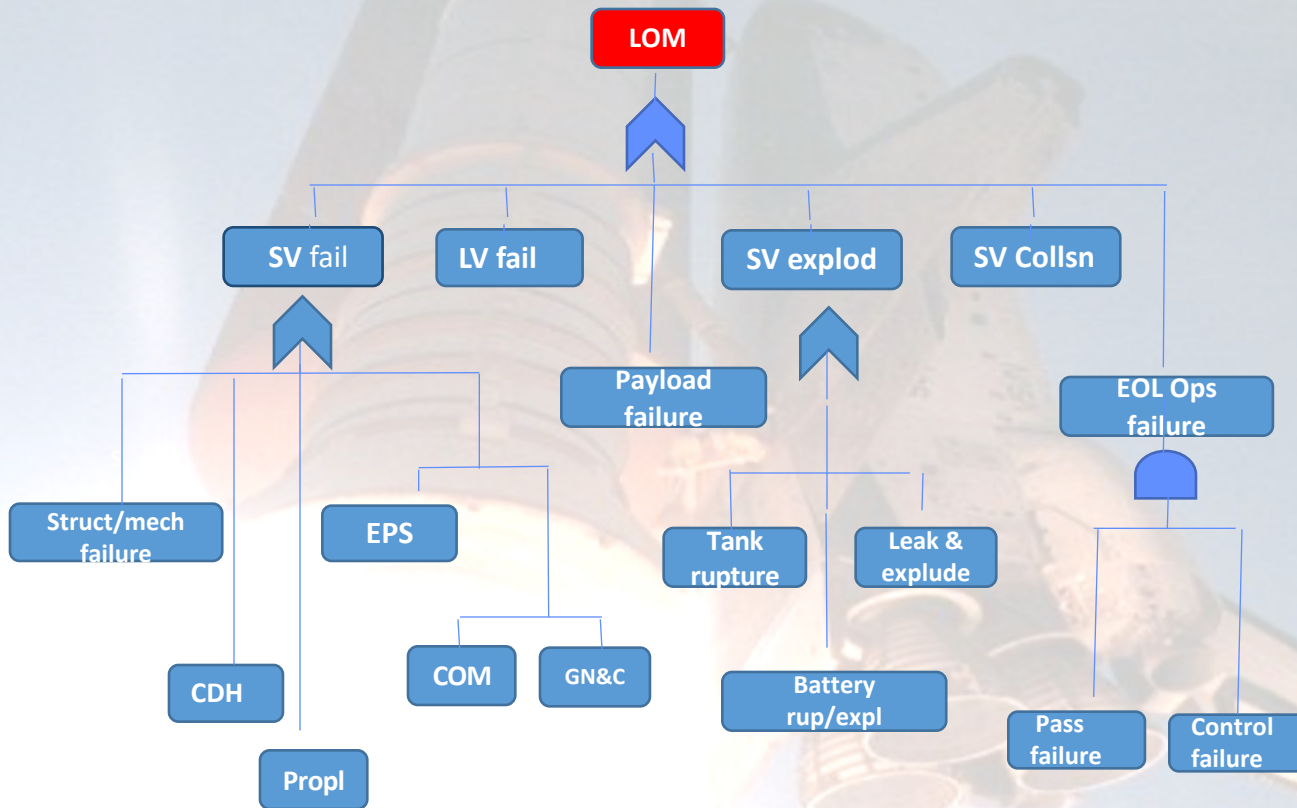 LOM
SV fail
LV fail
SV explod
SV Collsn
Payload
failure
EOL Ops
failure
Struct/mech
failure
EPS
Tank
rupture
Leak &
explude
CDH
COM
GN&C
Battery
rup/expl
Pass
failure
Control
failure
Propl